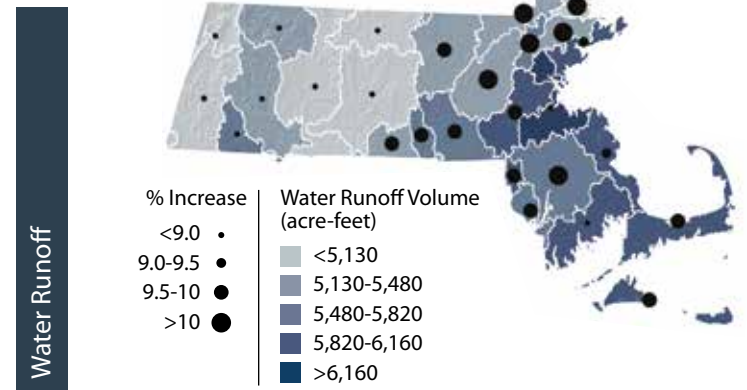 Water Runoff
% Increase
<9.0
9.0-9.5
9.5-10
>10
Water Runoff Volume
(acre-feet)
<5,130
5,130-5,480
5,480-5,820
5,820-6,160
>6,160